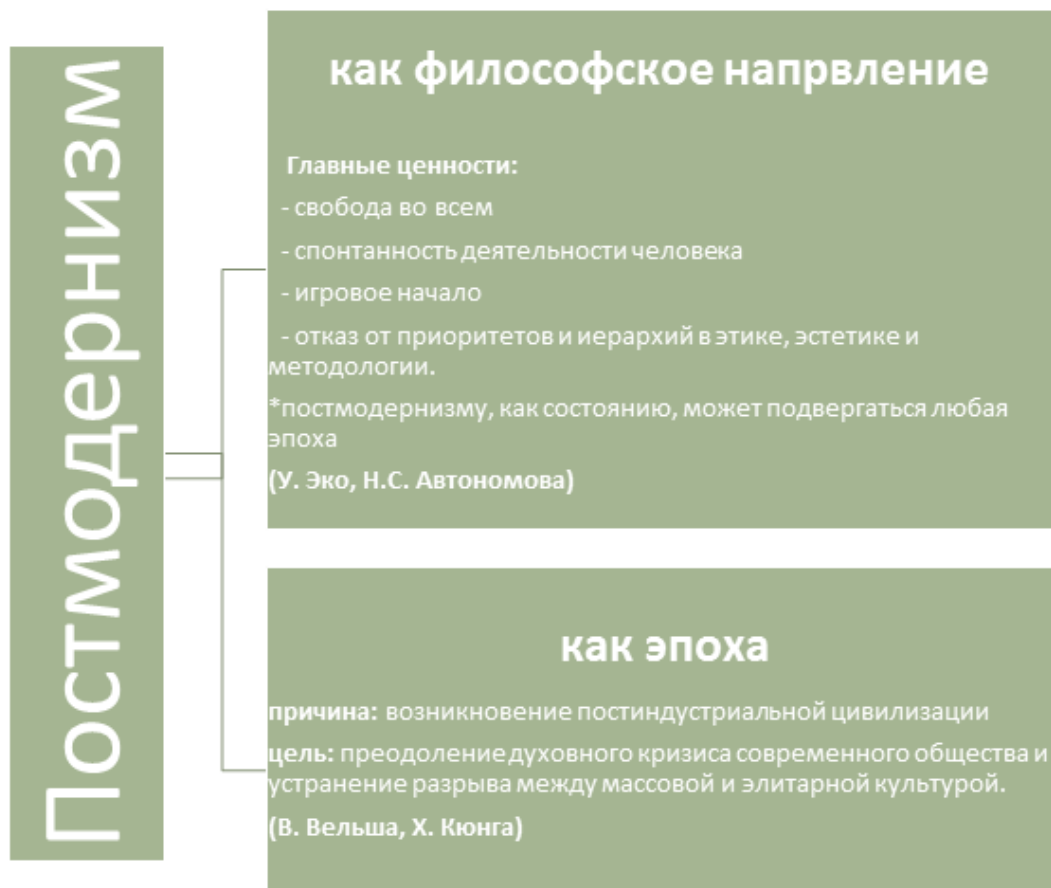 Постмодернизм
как философское напрвление
Главные ценности:
- свобода во всем
- спонтанность деятельности человека
- игровое начало
- отказ от приоритетов и иерархий в этике, эстетике и
методологии.
*постмодернизму, как состоянию, может подвергаться любая
эпоха
(У. Эко, Н.С. Автономова)
как эпоха
причина: возникновение постиндустриальной цивилизации
цель: преодоление духовного кризиса современного общества и
устранение разрыва между массовой и элитарной культурой.
(В. Вельша, Х. Кюнга)